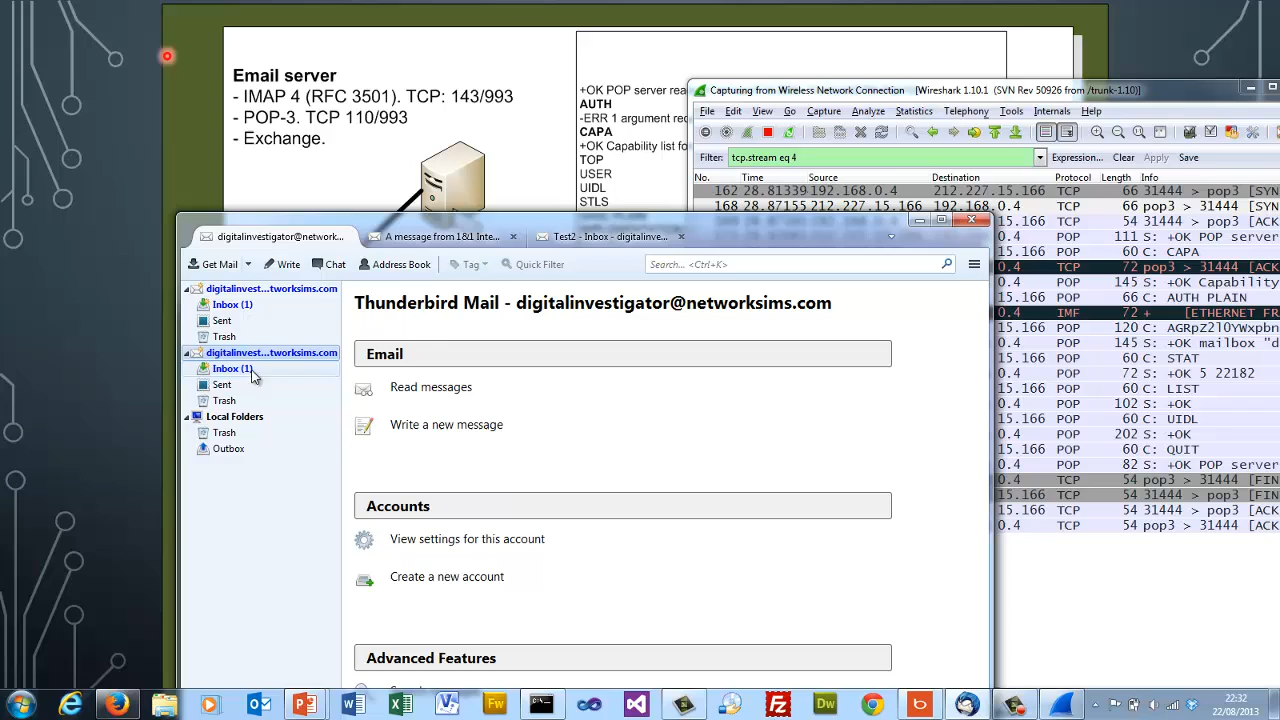 Email server
- IMAP 4 (RFC 3501). TCP: 143/993
- POP-3. TCP 110/993
- Exchange.
+OK POP server rea
AUTH
-ERR 1 argument req
CAPA
+OK Capability list fo
TOP
USER
UIDL
STLS
Capturing from Wireless Network Connection [Wireshark 1.10.1 (SVN Rev 50926 from /trunk-1.10)]
File Edit View Go Capture Analyze Statistics Telephony Tools Internals Help
Filter: tcp.stream eq 4 Expression... Clear Apply Save
No. Time Source Destination Protocol Length Info
162 28.81339 192.168.0.4 212.227.15.166 TCP 66 31444 > pop3 [SYN
168 28.87155 212.227.15.166 192.168.0.4 TCP 66 pop3 > 31444 [SYN
15.166 TCP 54 31444 > pop3 [ACK
0.4 POP 111 S: +OK POP server
15.166 POP 60 C: CAPA
0.4 TCP 72 pop3 > 31444 [ACK
0.4 POP 145 S: +OK Capability
15.166 POP 66 C: AUTH PLAIN
0.4 IMF 72 + [ETHERNET FR
15.166 POP 120 C: AGRpZ2l0YWxpbn
0.4 POP 145 S: +OK mailbox "d
15.166 POP 60 C: STAT
0.4 POP 73 S: +OK 5 22182
15.166 POP 60 C: LIST
0.4 POP 102 S: +OK
15.166 POP 60 C: UIDL
0.4 POP 202 S: +OK
15.166 POP 60 C: QUIT
0.4 POP 82 S: +OK POP server
0.4 TCP 54 pop3 > 31444 [FIN
15.166 TCP 54 31444 > pop3 [FIN
15.166 TCP 54 31444 > pop3 [ACK
0.4 TCP 54 pop3 > 31444 [ACK
digitalinvestigator@network... A message from 1&1 Inte... Test2 - Inbox - digitalinve...
Get Mail Write Chat Address Book Tag Quick Filter Search... <Ctrl+K>
digitalinvest...tworksims.com
Inbox (1)
Sent
Trash
digitalinvest...tworksims.com
Inbox (1)
Sent
Trash
Local Folders
Trash
Outbox
Thunderbird Mail - digitalinvestigator@networksims.com
Email
Read messages
Write a new message
Accounts
View settings for this account
Create a new account
Advanced Features
22:32
22/08/2013